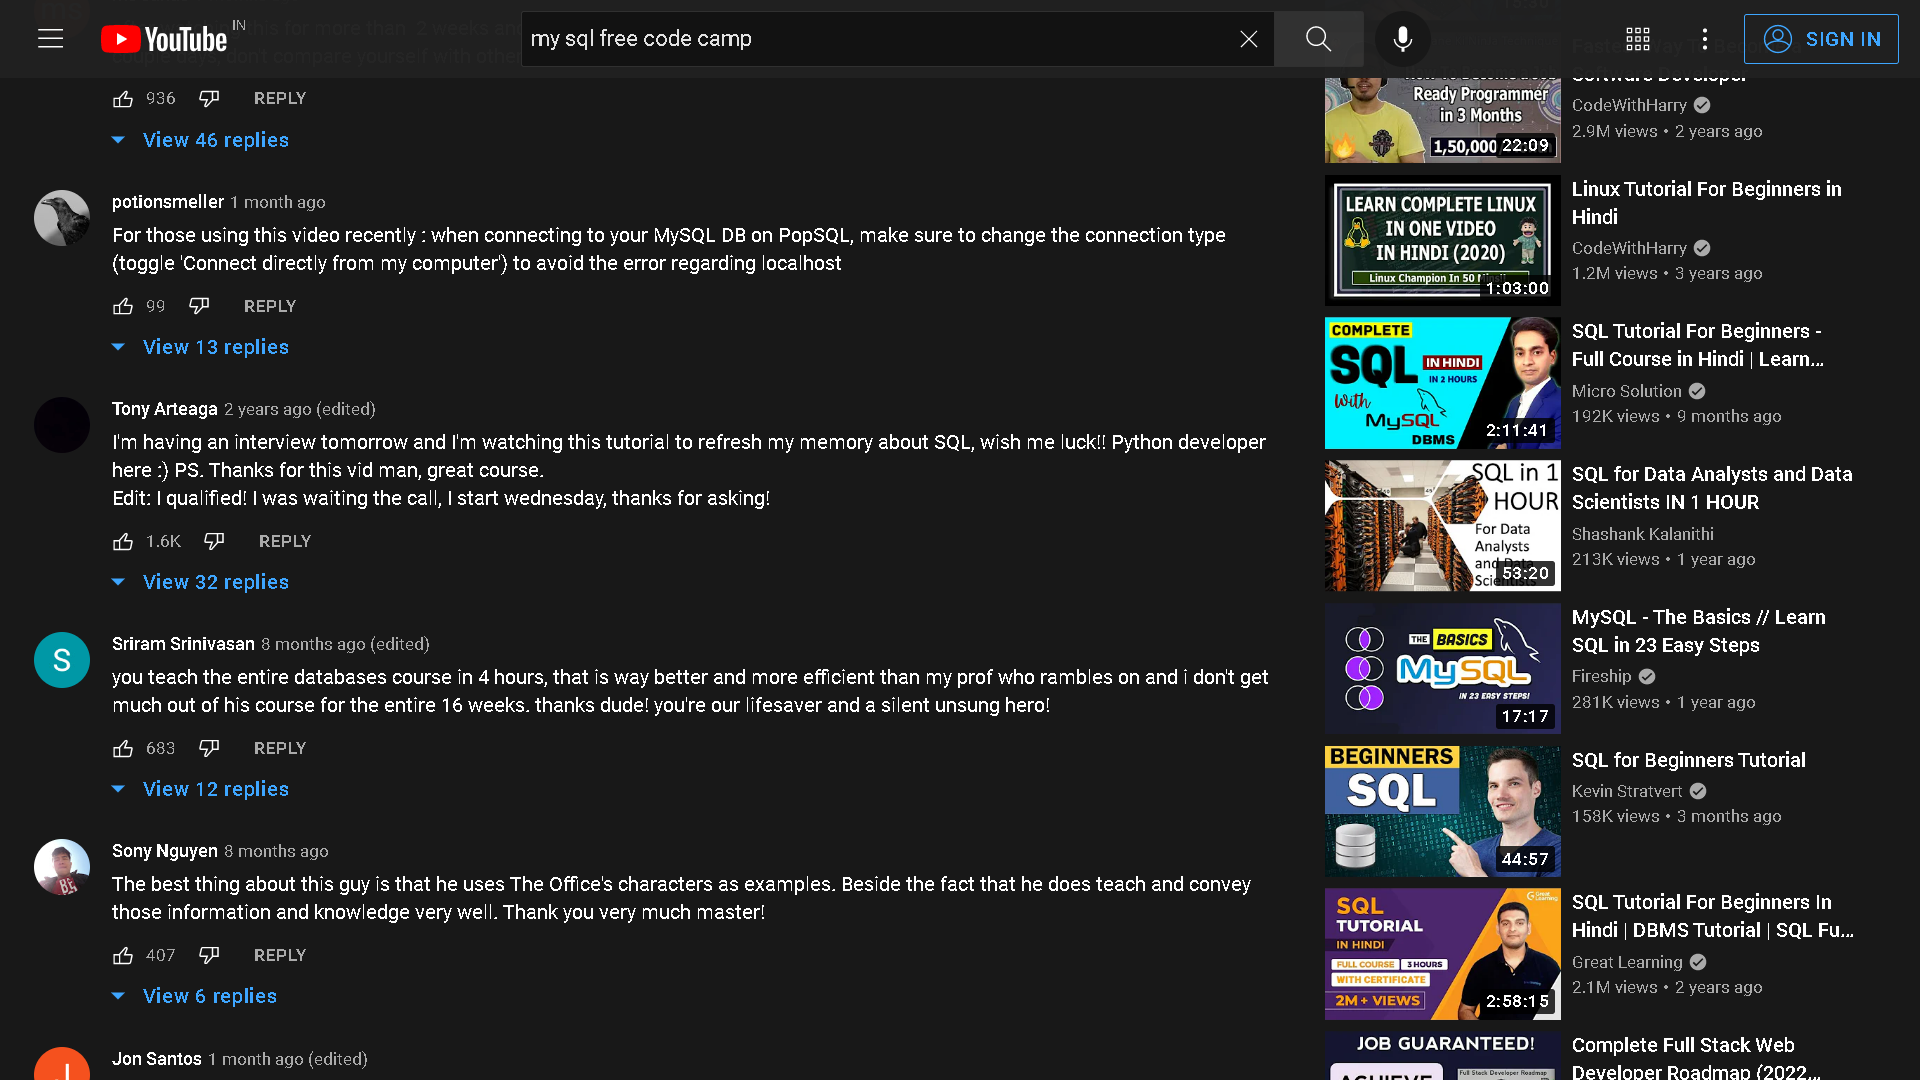 YouTube
IN
my sql free code camp
SIGN IN
936
REPLY
View 46 replies
potionsmeller 1 month ago
For those using this video recently : when connecting to your MySQL DB on PopSQL, make sure to change the connection type
(toggle 'Connect directly from my computer') to avoid the error regarding localhost
99
REPLY
View 13 replies
Tony Arteaga 2 years ago (edited)
I'm having an interview tomorrow and I'm watching this tutorial to refresh my memory about SQL, wish me luck!! Python developer
here :) PS. Thanks for this vid man, great course.
Edit: I qualified! I was waiting the call, I start wednesday, thanks for asking!
1.6K
REPLY
View 32 replies
S
Sriram Srinivasan 8 months ago (edited)
you teach the entire databases course in 4 hours, that is way better and more efficient than my prof who rambles on and i don't get
much out of his course for the entire 16 weeks. thanks dude! you're our lifesaver and a silent unsung hero!
683
REPLY
View 12 replies
Sony Nguyen 8 months ago
The best thing about this guy is that he uses The Office's characters as examples. Beside the fact that he does teach and convey
those information and knowledge very well. Thank you very much master!
407
REPLY
View 6 replies
J
Jon Santos 1 month ago (edited)
Ready Programmer
in 3 Months
1,50,000
22:09
Software Developer
CodeWithHarry
2.9M views • 2 years ago
LEARN COMPLETE LINUX
IN ONE VIDEO
IN HINDI (2020)
Linux Champion In 50
1:03:00
Linux Tutorial For Beginners in
Hindi
CodeWithHarry
1.2M views • 3 years ago
COMPLETE
SQL
IN HINDI
IN 2 HOURS
With
MySQL
DBMS
2:11:41
SQL Tutorial For Beginners -
Full Course in Hindi | Learn...
Micro Solution
192K views • 9 months ago
SQL in 1
HOUR
For Data
Analysts
and Data
53:20
SQL for Data Analysts and Data
Scientists IN 1 HOUR
Shashank Kalanithi
213K views • 1 year ago
THE BASICS
MySQL
IN 23 EASY STEPS!
17:17
MySQL - The Basics // Learn
SQL in 23 Easy Steps
Fireship
281K views • 1 year ago
BEGINNERS
SQL
44:57
SQL for Beginners Tutorial
Kevin Stratvert
158K views • 3 months ago
Great Learning
SQL
TUTORIAL
IN HINDI
FULL COURSE 3 HOURS
WITH CERTIFICATE
2M+ VIEWS
2:58:15
SQL Tutorial For Beginners In
Hindi | DBMS Tutorial | SQL Fu...
Great Learning
2.1M views • 2 years ago
JOB GUARANTEED!
ACHIEVE
Full Stack Developer Roadmap
Complete Full Stack Web
Developer Roadmap (2022...